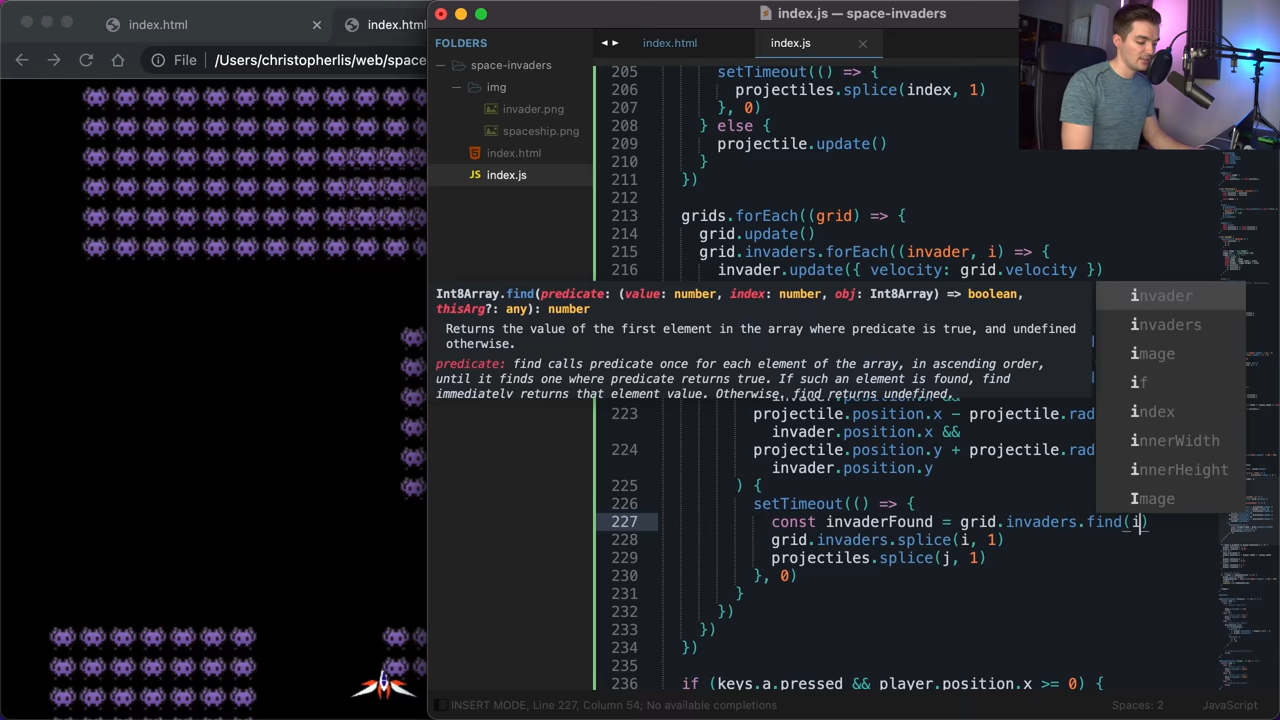 index.html
index.html
File
/Users/christopherlis/web/space
index.js — space-invaders
FOLDERS
space-invaders
img
invader.png
spaceship.png
index.html
JS index.js
index.html
index.js
205 setTimeout(() => {
206 projectiles.splice(index, 1)
207 }, 0)
208 } else {
209 projectile.update()
210 }
211 })
212
213 grids.forEach((grid) => {
214 grid.update()
215 grid.invaders.forEach((invader, i) => {
216 invader.update({ velocity: grid.velocity })
Int8Array.find(predicate: (value: number, index: number, obj: Int8Array) => boolean,
thisArg?: any): number
Returns the value of the first element in the array where predicate is true, and undefined
otherwise.
predicate: find calls predicate once for each element of the array, in ascending order,
until it finds one where predicate returns true. If such an element is found, find
immediately returns that element value. Otherwise, find returns undefined.
invader
invaders
image
if
index
innerWidth
innerHeight
Image
223 projectile.position.x - projectile.rad
invader.position.x &&
224 projectile.position.y + projectile.rad
invader.position.y
225 ) {
226 setTimeout(() => {
227 const invaderFound = grid.invaders.find(i)
228 grid.invaders.splice(i, 1)
229 projectiles.splice(j, 1)
230 }, 0)
231 }
232 })
233 })
234 })
235
236 if (keys.a.pressed && player.position.x >= 0) {
INSERT MODE, Line 227, Column 54; No available completions
Spaces: 2
JavaScript